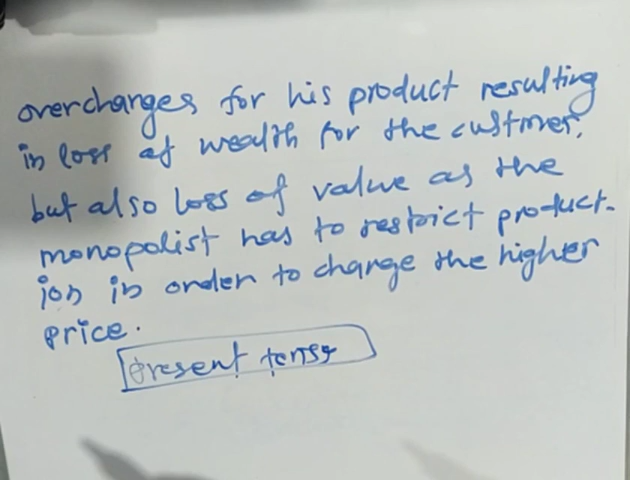 overcharges for his product resulting
in loss of wealth for the customer,
but also loss of value as the
monopolist has to restrict product-
ion in order to change the higher
price.
present tense